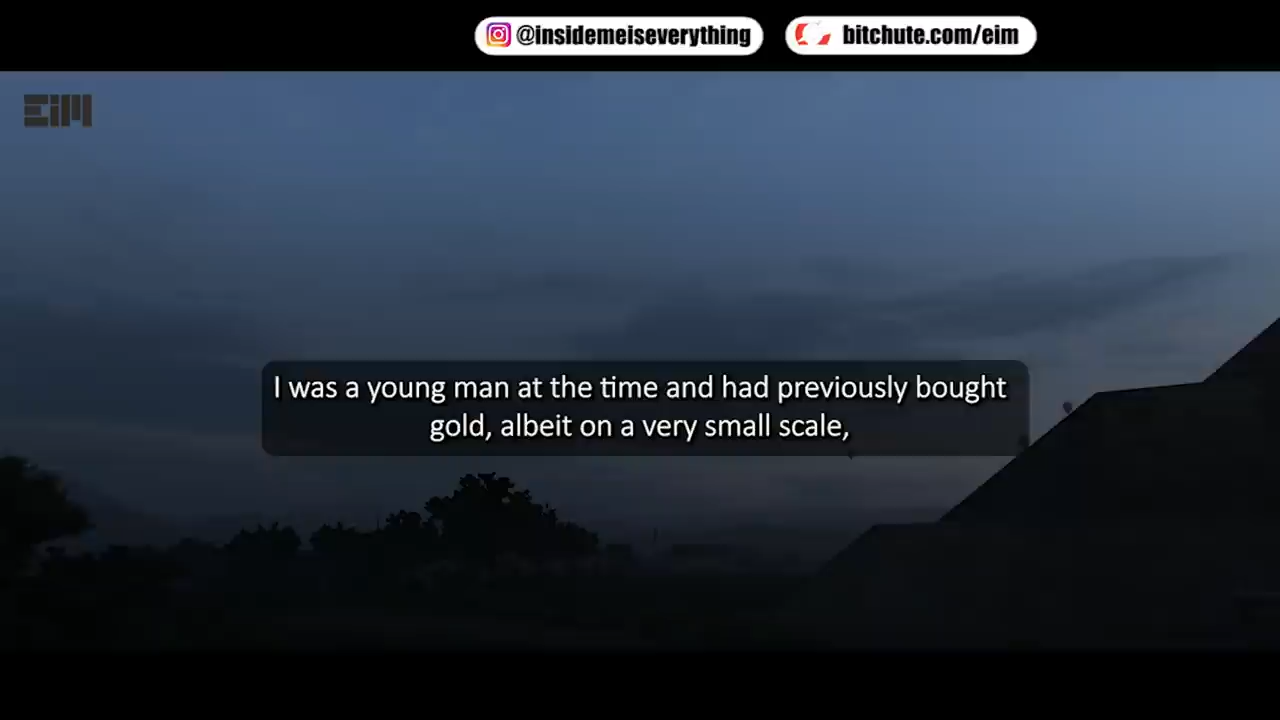 @insidemeiseverything
bitchute.com/eim
EiM
I was a young man at the time and had previously bought
gold, albeit on a very small scale,